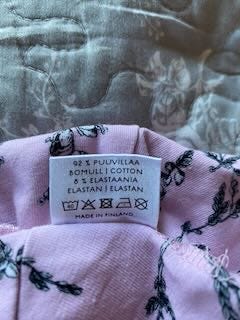 92 % PUUVILLAA
BOMULL | COTTON
8 % ELASTAANIA
ELASTAN | ELASTAN
MADE IN FINLAND